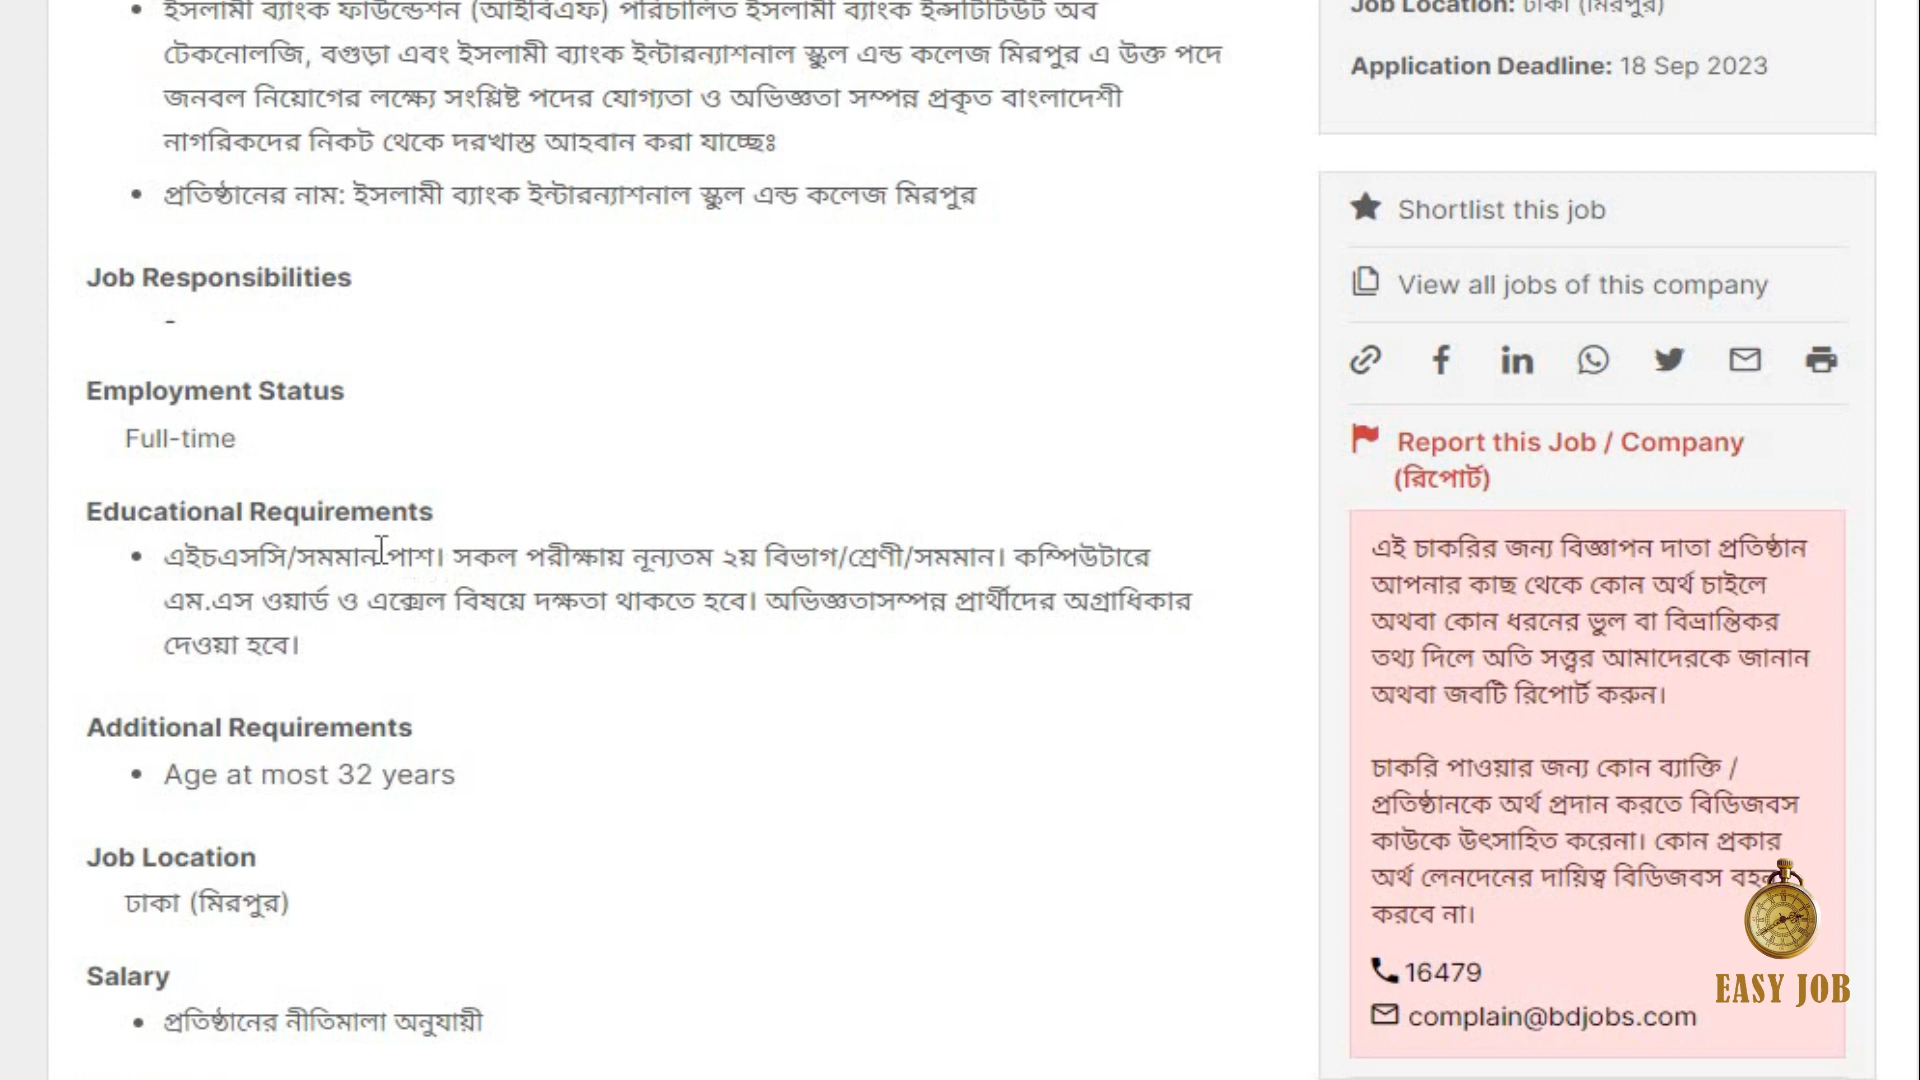 ইসলামী ব্যাংক ফাউন্ডেশন (আইবিএফ) পরিচালিত ইসলামী ব্যাংক ইন্সটিটিউট অব
টেকনোলজি, বগুড়া এবং ইসলামী ব্যাংক ইন্টারন্যাশনাল স্কুল এন্ড কলেজ মিরপুর এ উক্ত পদে
জনবল নিয়োগের লক্ষ্যে সংশ্লিষ্ট পদের যোগ্যতা ও অভিজ্ঞতা সম্পন্ন প্রকৃত বাংলাদেশী
নাগরিকদের নিকট থেকে দরখাস্ত আহবান করা যাচ্ছেঃ
প্রতিষ্ঠানের নাম: ইসলামী ব্যাংক ইন্টারন্যাশনাল স্কুল এন্ড কলেজ মিরপুর
Job Responsibilities
-
Employment Status
Full-time
Educational Requirements
এইচএসসি/সমমান পাশ। সকল পরীক্ষায় নূন্যতম ২য় বিভাগ/শ্রেণী/সমমান। কম্পিউটারে
এম.এস ওয়ার্ড ও এক্সেল বিষয়ে দক্ষতা থাকতে হবে। অভিজ্ঞতাসম্পন্ন প্রার্থীদের অগ্রাধিকার
দেওয়া হবে।
Additional Requirements
Age at most 32 years
Job Location
ঢাকা (মিরপুর)
Salary
প্রতিষ্ঠানের নীতিমালা অনুযায়ী
Job Location: ঢাকা (মিরপুর)
Application Deadline: 18 Sep 2023
Shortlist this job
View all jobs of this company
Report this Job / Company
(রিপোর্ট)
এই চাকরির জন্য বিজ্ঞাপন দাতা প্রতিষ্ঠান
আপনার কাছ থেকে কোন অর্থ চাইলে
অথবা কোন ধরনের ভুল বা বিভ্রান্তিকর
তথ্য দিলে অতি সত্ত্বর আমাদেরকে জানান
অথবা জবটি রিপোর্ট করুন।
চাকরি পাওয়ার জন্য কোন ব্যাক্তি /
প্রতিষ্ঠানকে অর্থ প্রদান করতে বিডিজবস
কাউকে উৎসাহিত করেনা। কোন প্রকার
অর্থ লেনদেনের দায়িত্ব বিডিজবস বহন
করবে না।
16479
complain@bdjobs.com
EASY JOB